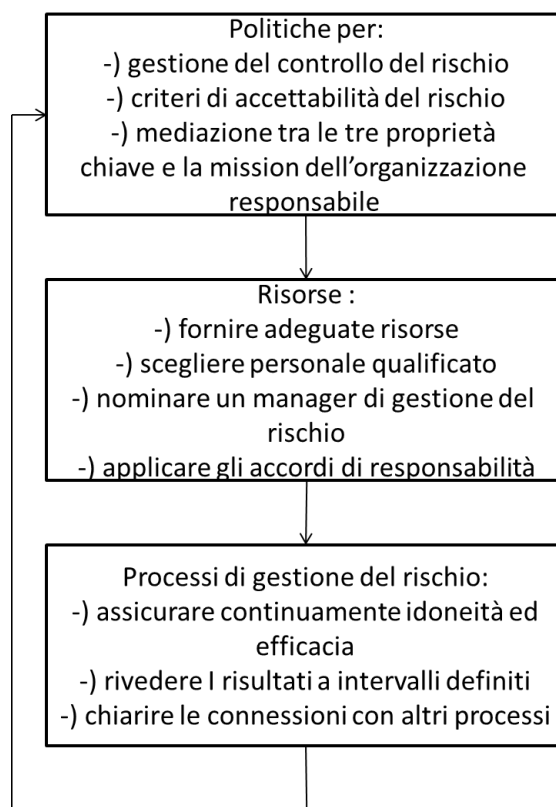 Politiche per:
-) gestione del controllo del rischio
-) criteri di accettabilità del rischio
-) mediazione tra le tre proprietà
chiave e la mission dell’organizzazione
responsabile
Risorse :
-) fornire adeguate risorse
-) scegliere personale qualificato
-) nominare un manager di gestione del
rischio
-) applicare gli accordi di responsabilità
Processi di gestione del rischio:
-) assicurare continuamente idoneità ed
efficacia
-) rivedere I risultati a intervalli definiti
-) chiarire le connessioni con altri processi